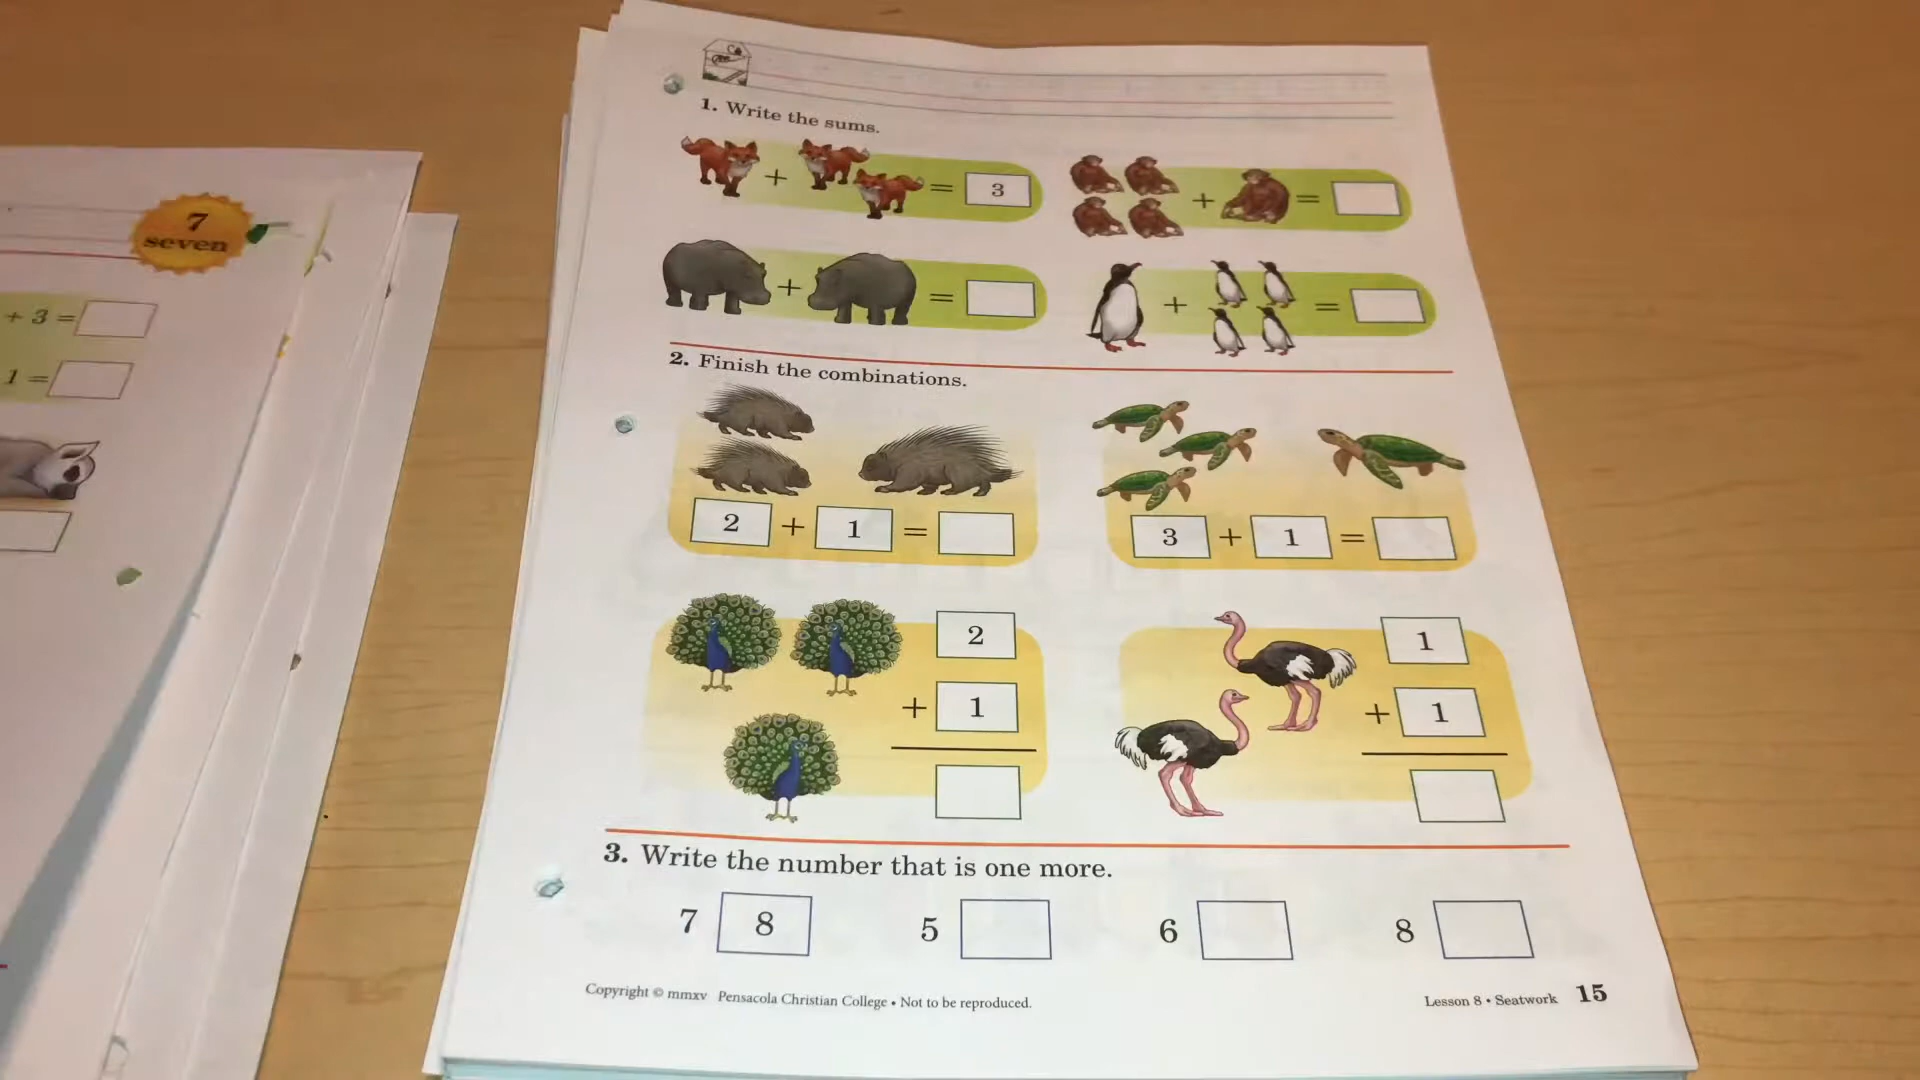 7
seven
+ 3 =
1 =
1. Write the sums.
+ = 3
+ =
+ =
+ =
2. Finish the combinations.
2 + 1 =
3 + 1 =
2
+ 1
1
+ 1
3. Write the number that is one more.
7 8 5 6 8
Copyright © mmxv Pensacola Christian College • Not to be reproduced.
Lesson 8 • Seatwork 15